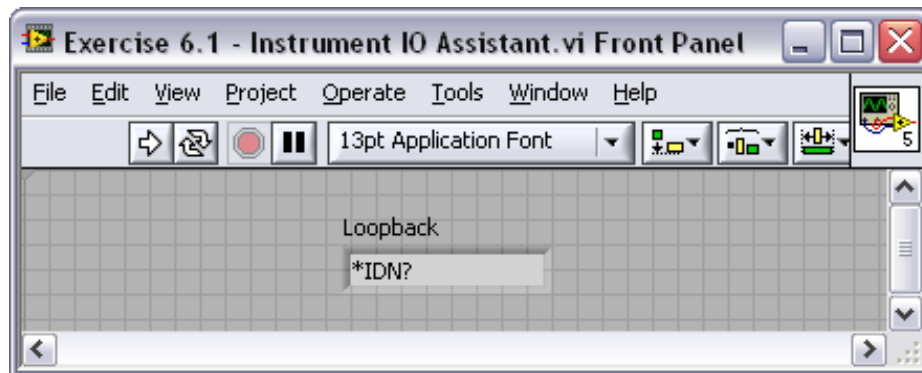 Exercise 6.1 - Instrument IO Assistant.vi Front Panel
File Edit View Project Operate Tools Window Help
13pt Application Font
5
Loopback
*IDN?